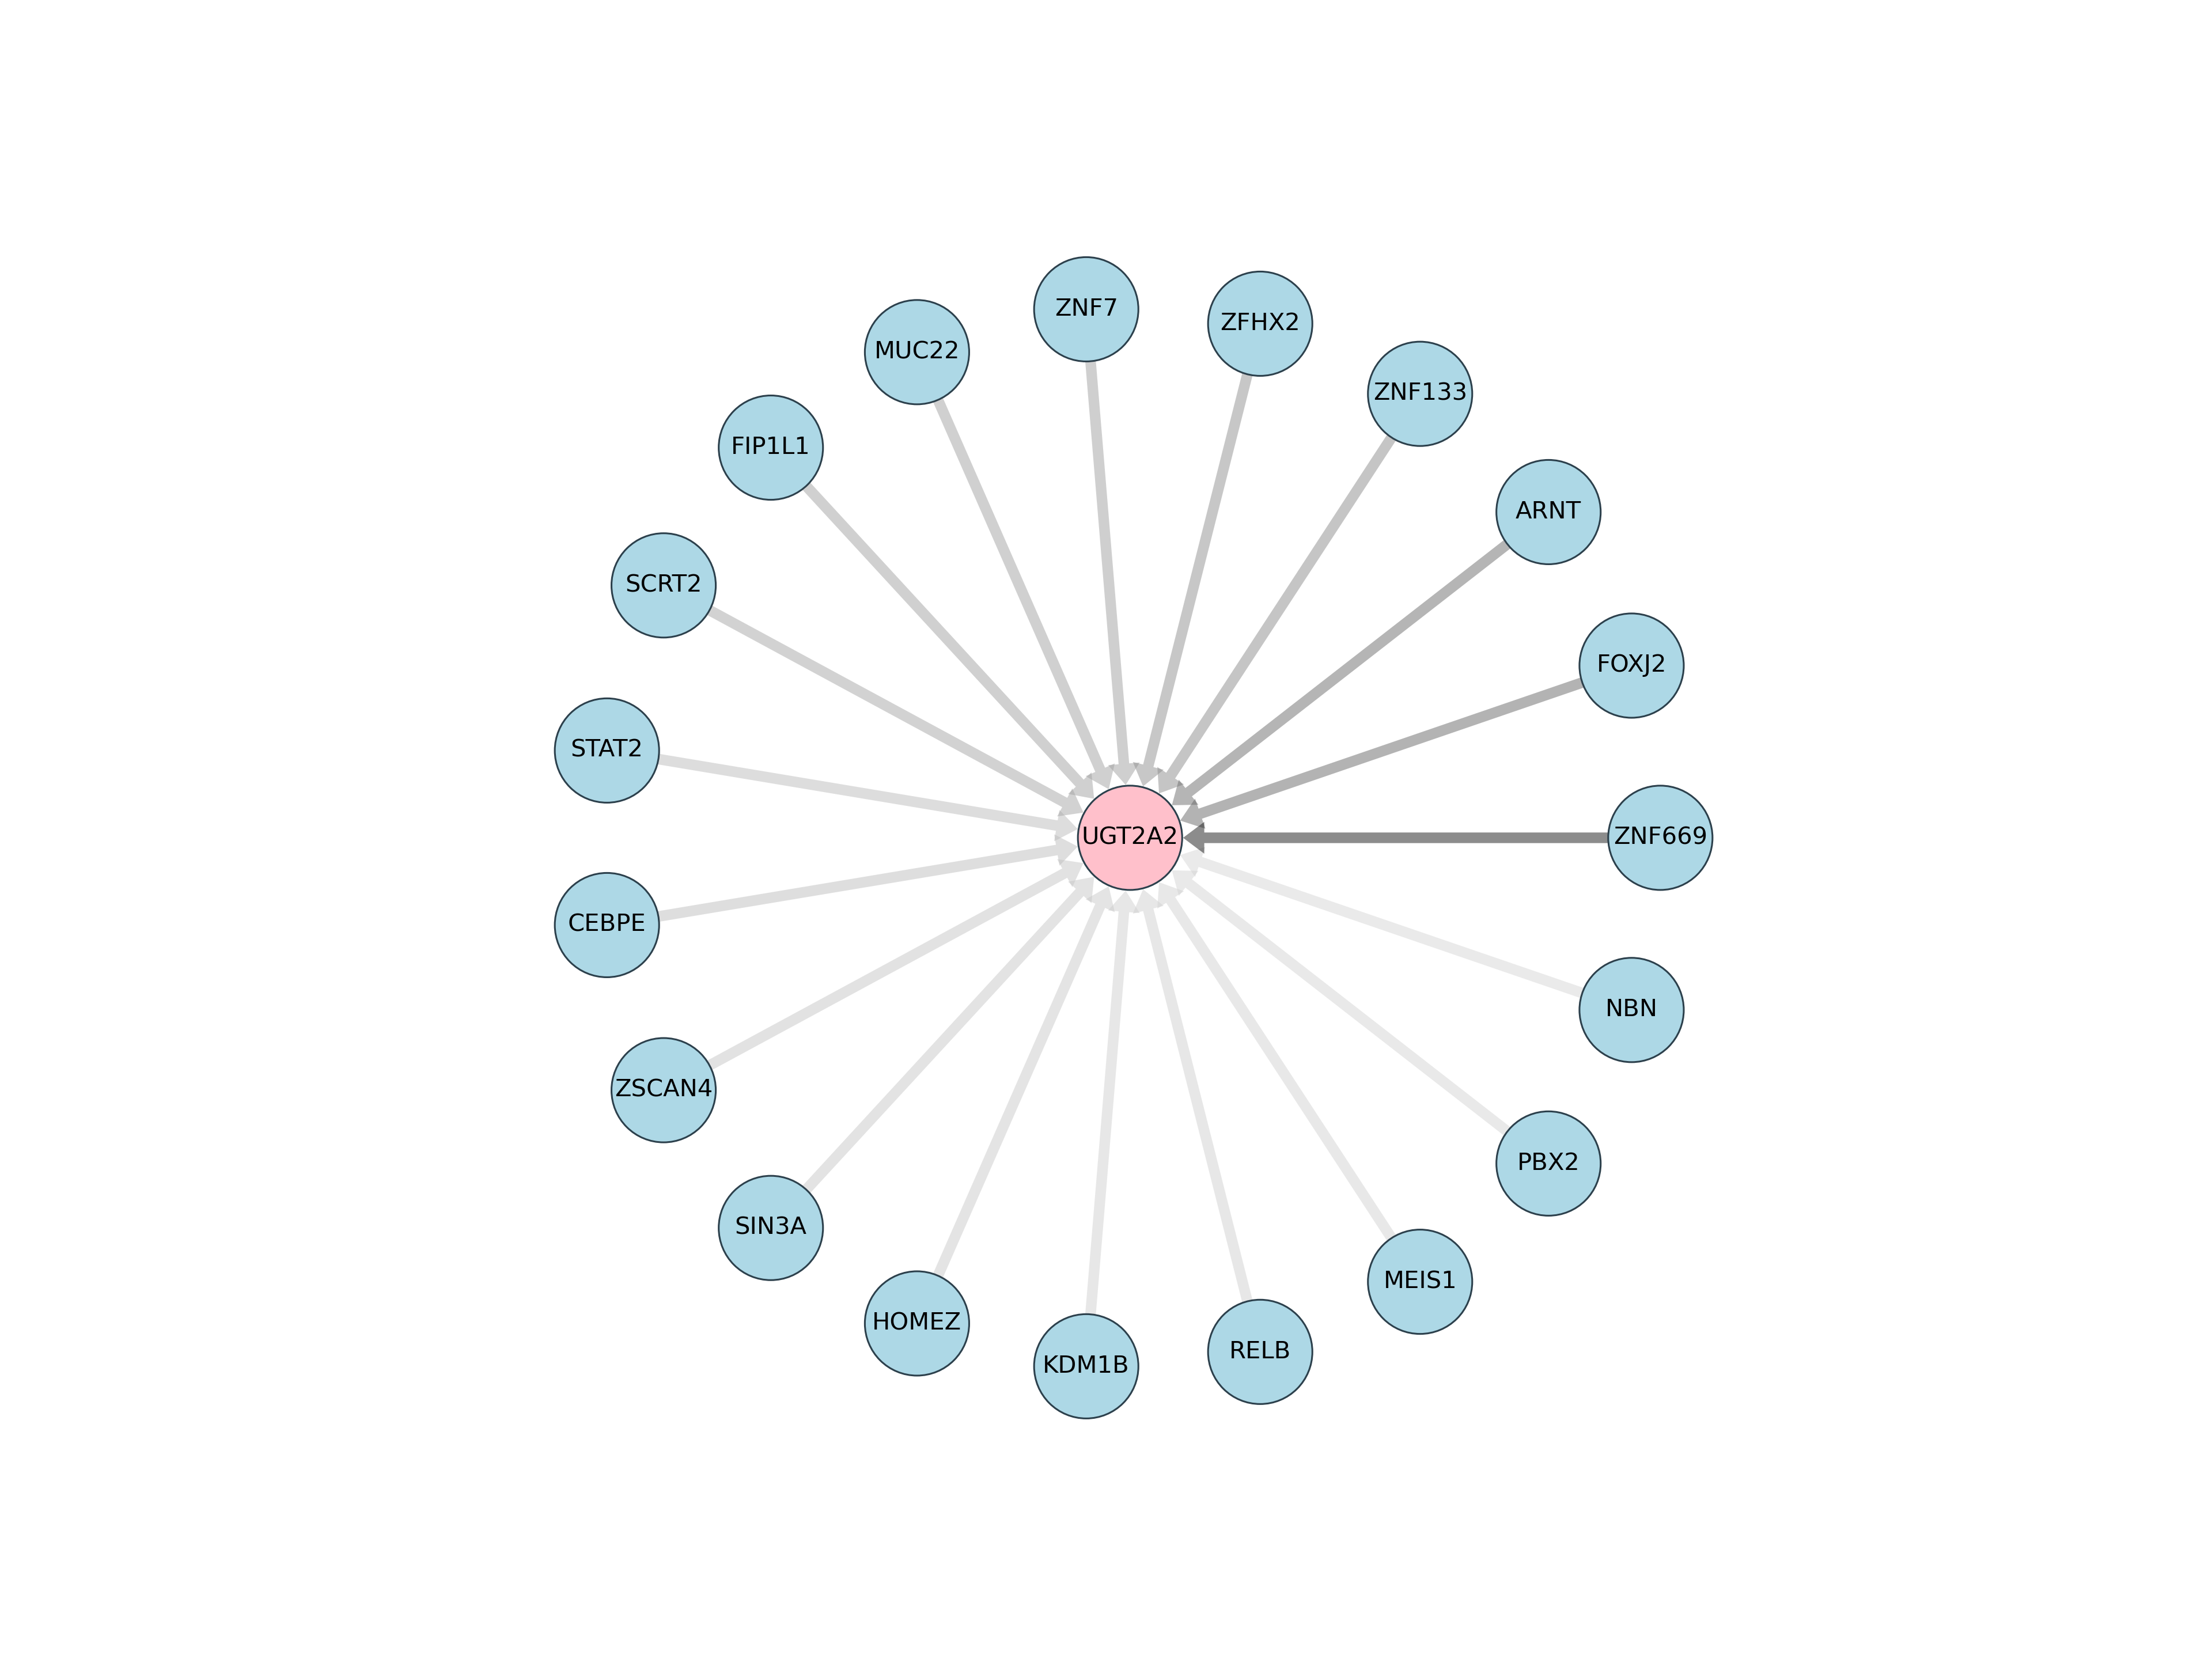 ZNF7
ZFHX2
MUC22
ZNF133
FIP1L1
ARNT
SCRT2
FOXJ2
STAT2
UGT2A2
ZNF669
CEBPE
NBN
ZSCAN4
PBX2
SIN3A
MEIS1
HOMEZ
RELB
KDM1B